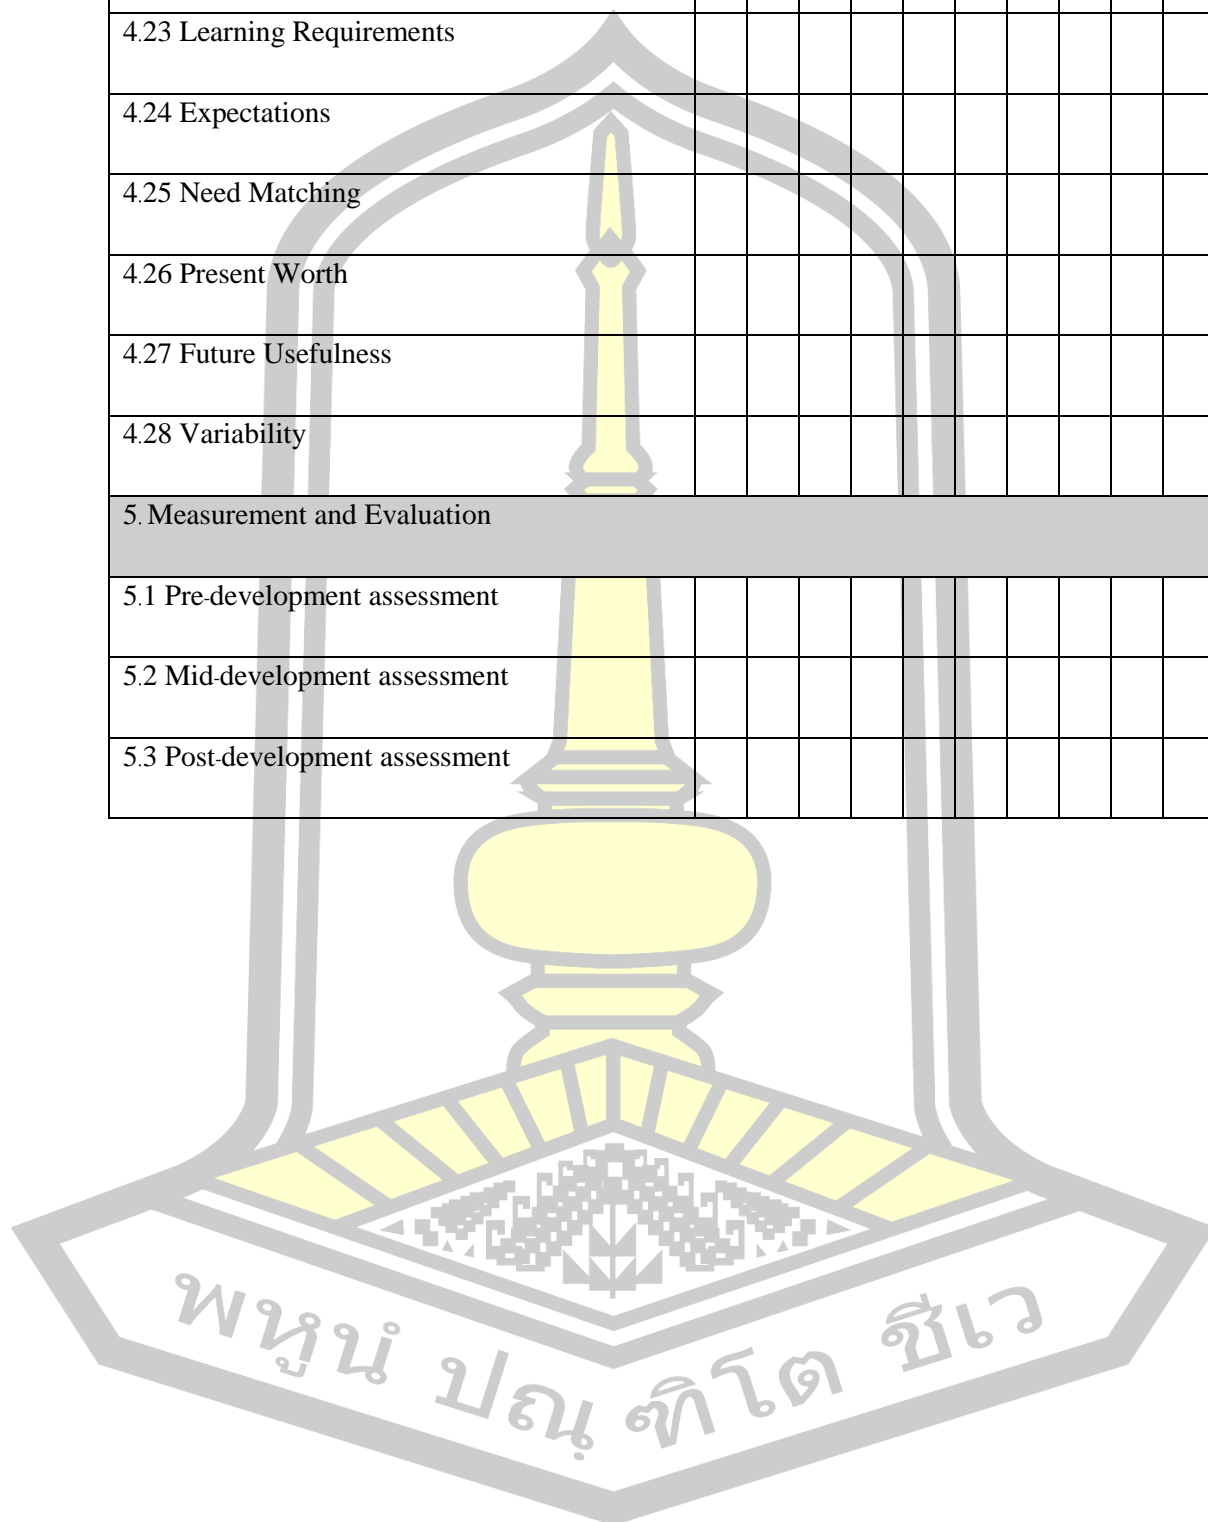 4.23 Learning Requirements
4.24 Expectations
4.25 Need Matching
4.26 Present Worth
4.27 Future Usefulness
4.28 Variability
5. Measurement and Evaluation
5.1 Pre-development assessment
5.2 Mid-development assessment
5.3 Post-development assessment
พหูนํ ปณฺฑิโต ชีเว